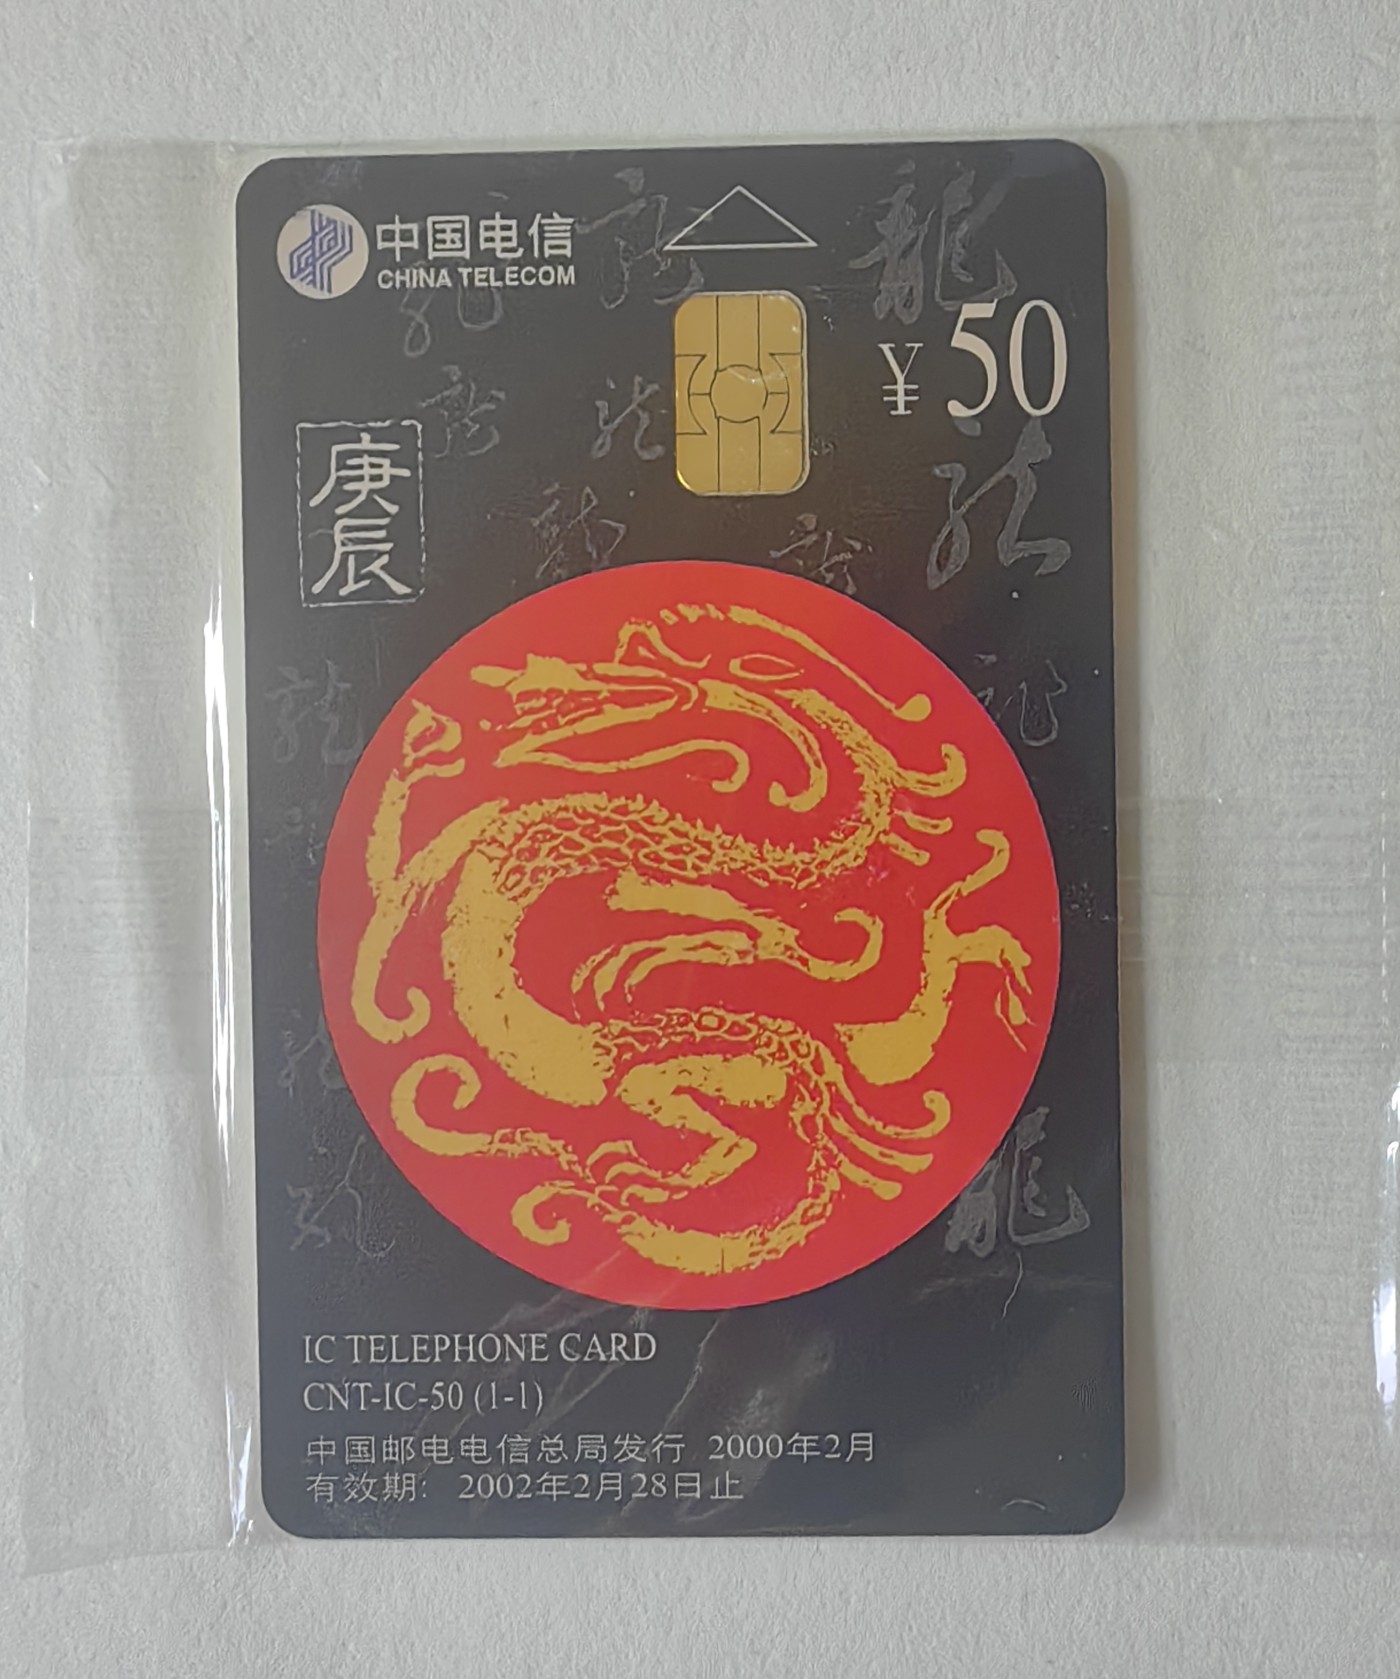 中国电信
CHINA TELECOM
¥50
庚辰
IC TELEPHONE CARD
CNT-IC-50 (1-1)
中国邮电电信总局发行 2000年2月
有效期: 2002年2月28日止